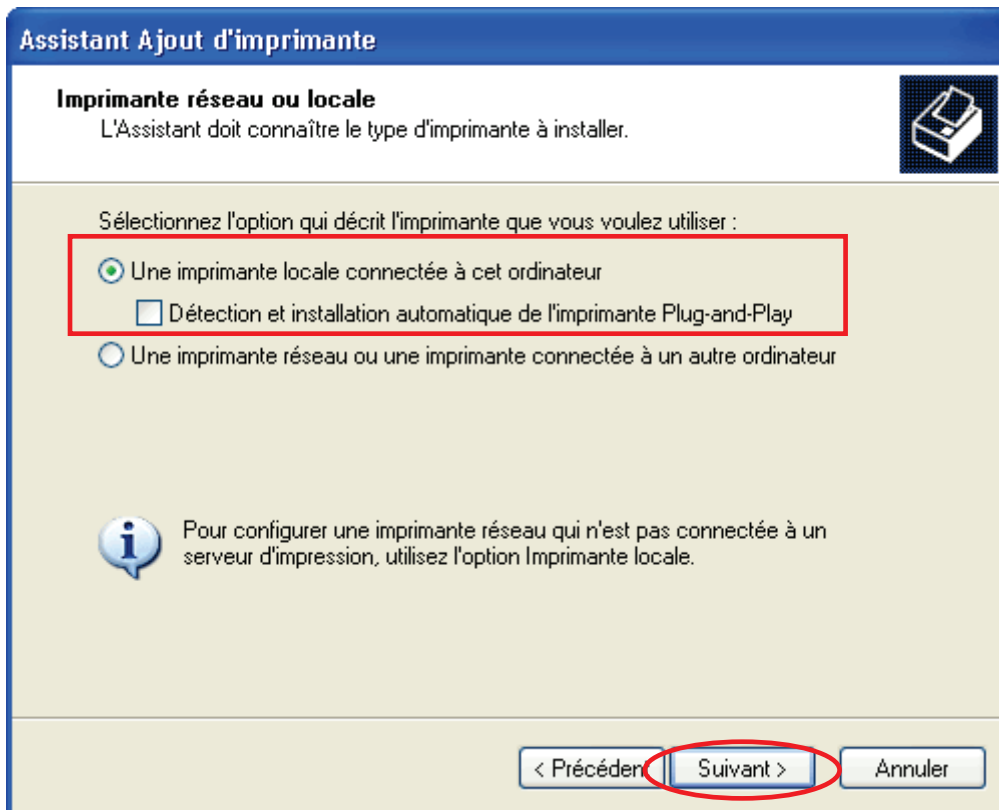 Assistant Ajout d'imprimante
Imprimante réseau ou locale
L'Assistant doit connaître le type d'imprimante à installer.
Sélectionnez l'option qui décrit l'imprimante que vous voulez utiliser :
Une imprimante locale connectée à cet ordinateur
Détection et installation automatique de l'imprimante Plug-and-Play
Une imprimante réseau ou une imprimante connectée à un autre ordinateur
Pour configurer une imprimante réseau qui n'est pas connectée à un
serveur d'impression, utilisez l'option Imprimante locale.
< Précédent Suivant > Annuler